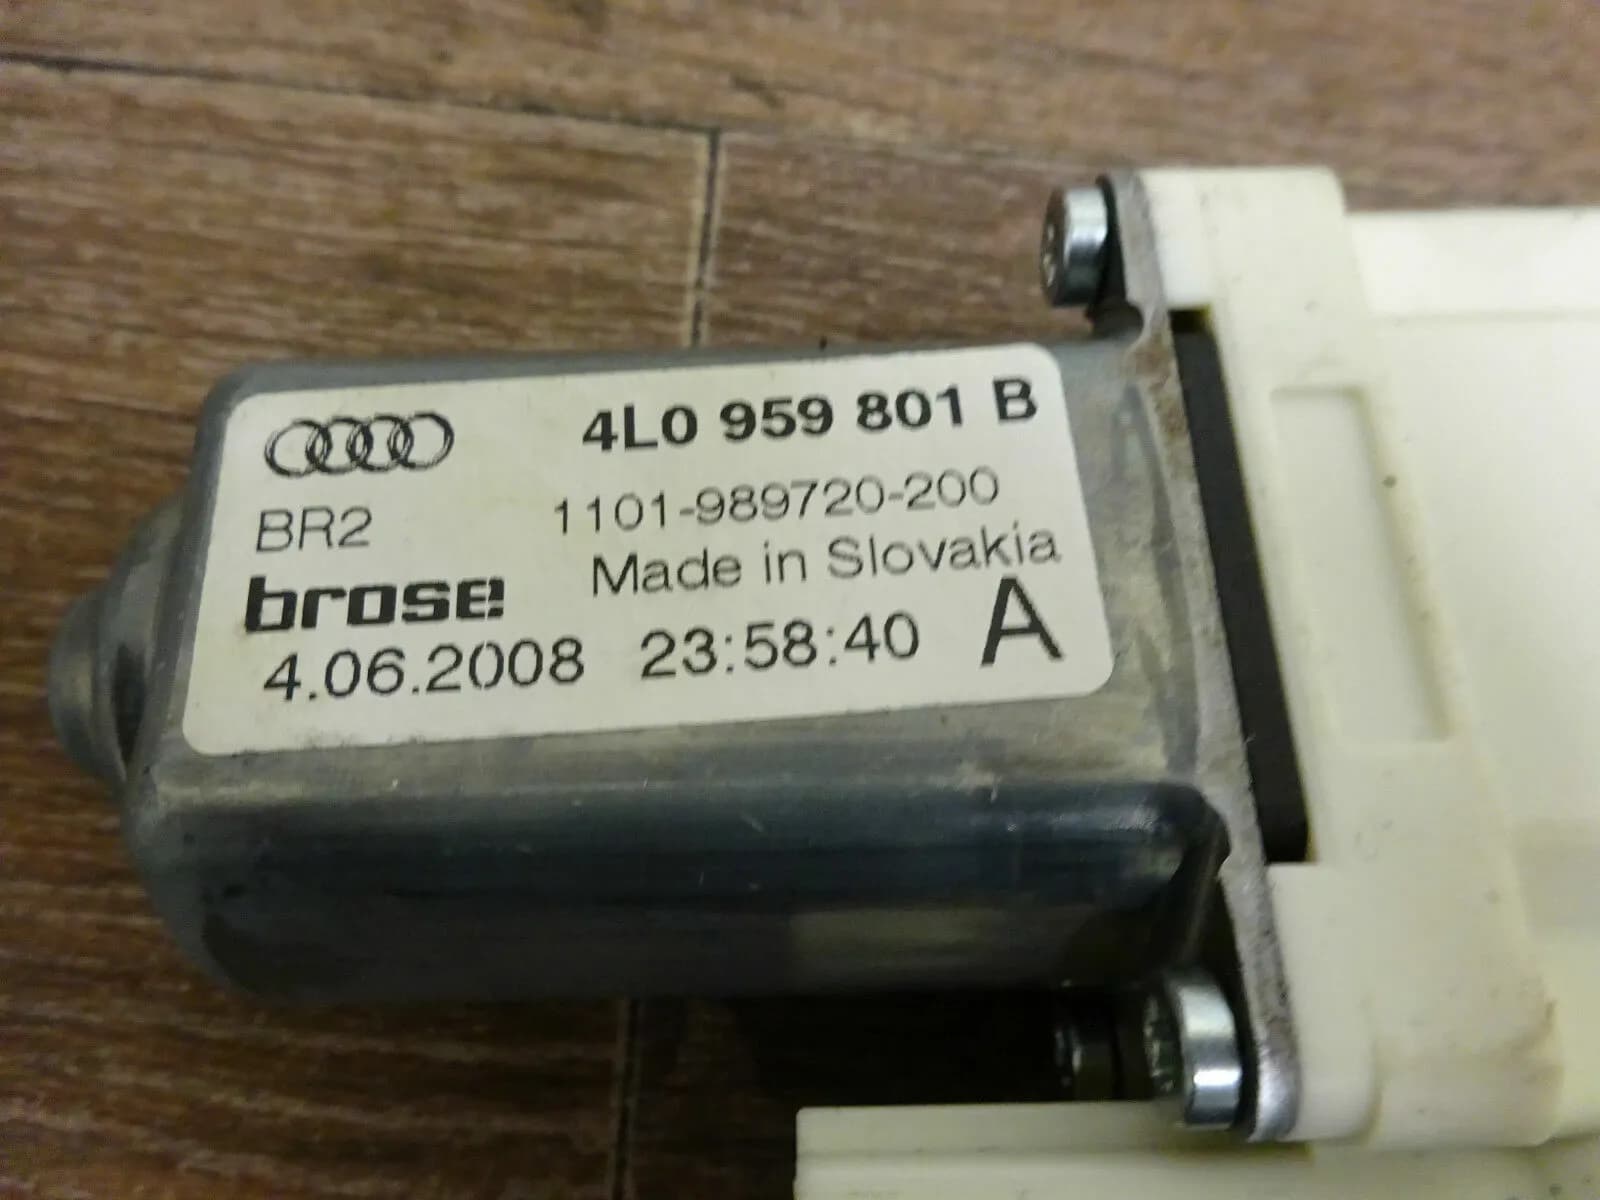 4L0 959 801 B
BR2 1101-989720-200
brose Made in Slovakia
4.06.2008 23:58:40 A